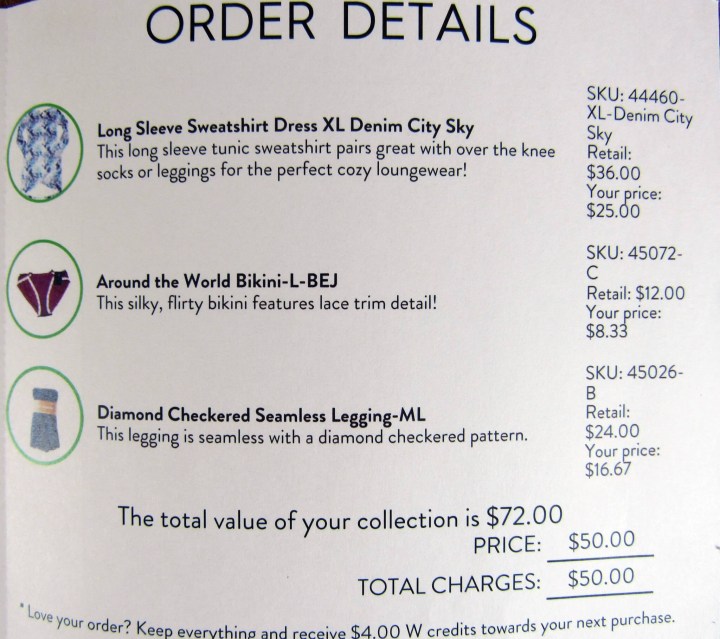 ORDER DETAILS
Long Sleeve Sweatshirt Dress XL Denim City Sky
This long sleeve tunic sweatshirt pairs great with over the knee
socks or leggings for the perfect cozy loungewear!
SKU: 44460-
XL-Denim City
Sky
Retail:
$36.00
Your price:
$25.00
Around the World Bikini-L-BEJ
This silky, flirty bikini features lace trim detail!
SKU: 45072-
C
Retail: $12.00
Your price:
$8.33
Diamond Checkered Seamless Legging-ML
This legging is seamless with a diamond checkered pattern.
SKU: 45026-
B
Retail:
$24.00
Your price:
$16.67
The total value of your collection is $72.00
PRICE: $50.00
TOTAL CHARGES: $50.00
* Love your order? Keep everything and receive $4.00 W credits towards your next purchase.